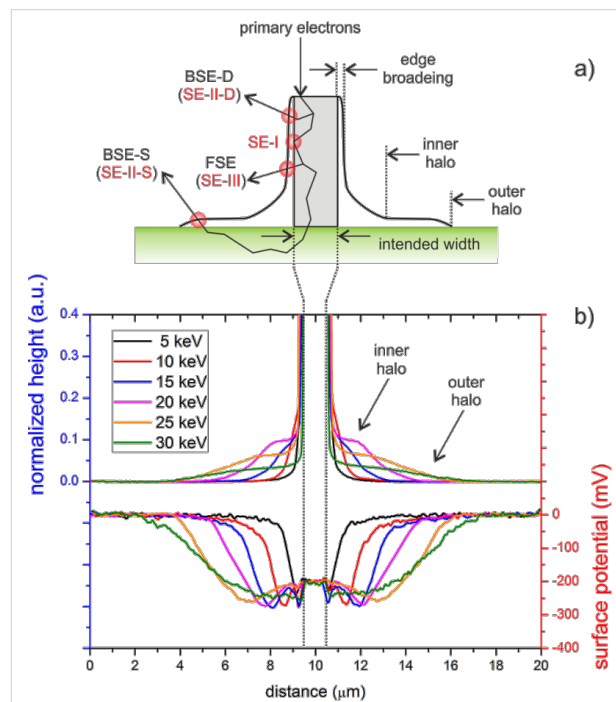 primary electrons
a)
edge
broadeing
BSE-D
(SE-II-D)
SE-I
BSE-S
(SE-II-S)
FSE
(SE-III)
inner
halo
outer
halo
intended width
b)
normalized height (a.u.)
0.4
0.3
0.2
0.1
0.0
5 keV
10 keV
15 keV
20 keV
25 keV
30 keV
inner
halo
outer
halo
0
-100
-200
-300
-400
surface potential (mV)
0 2 4 6 8 10 12 14 16 18 20
distance (µm)